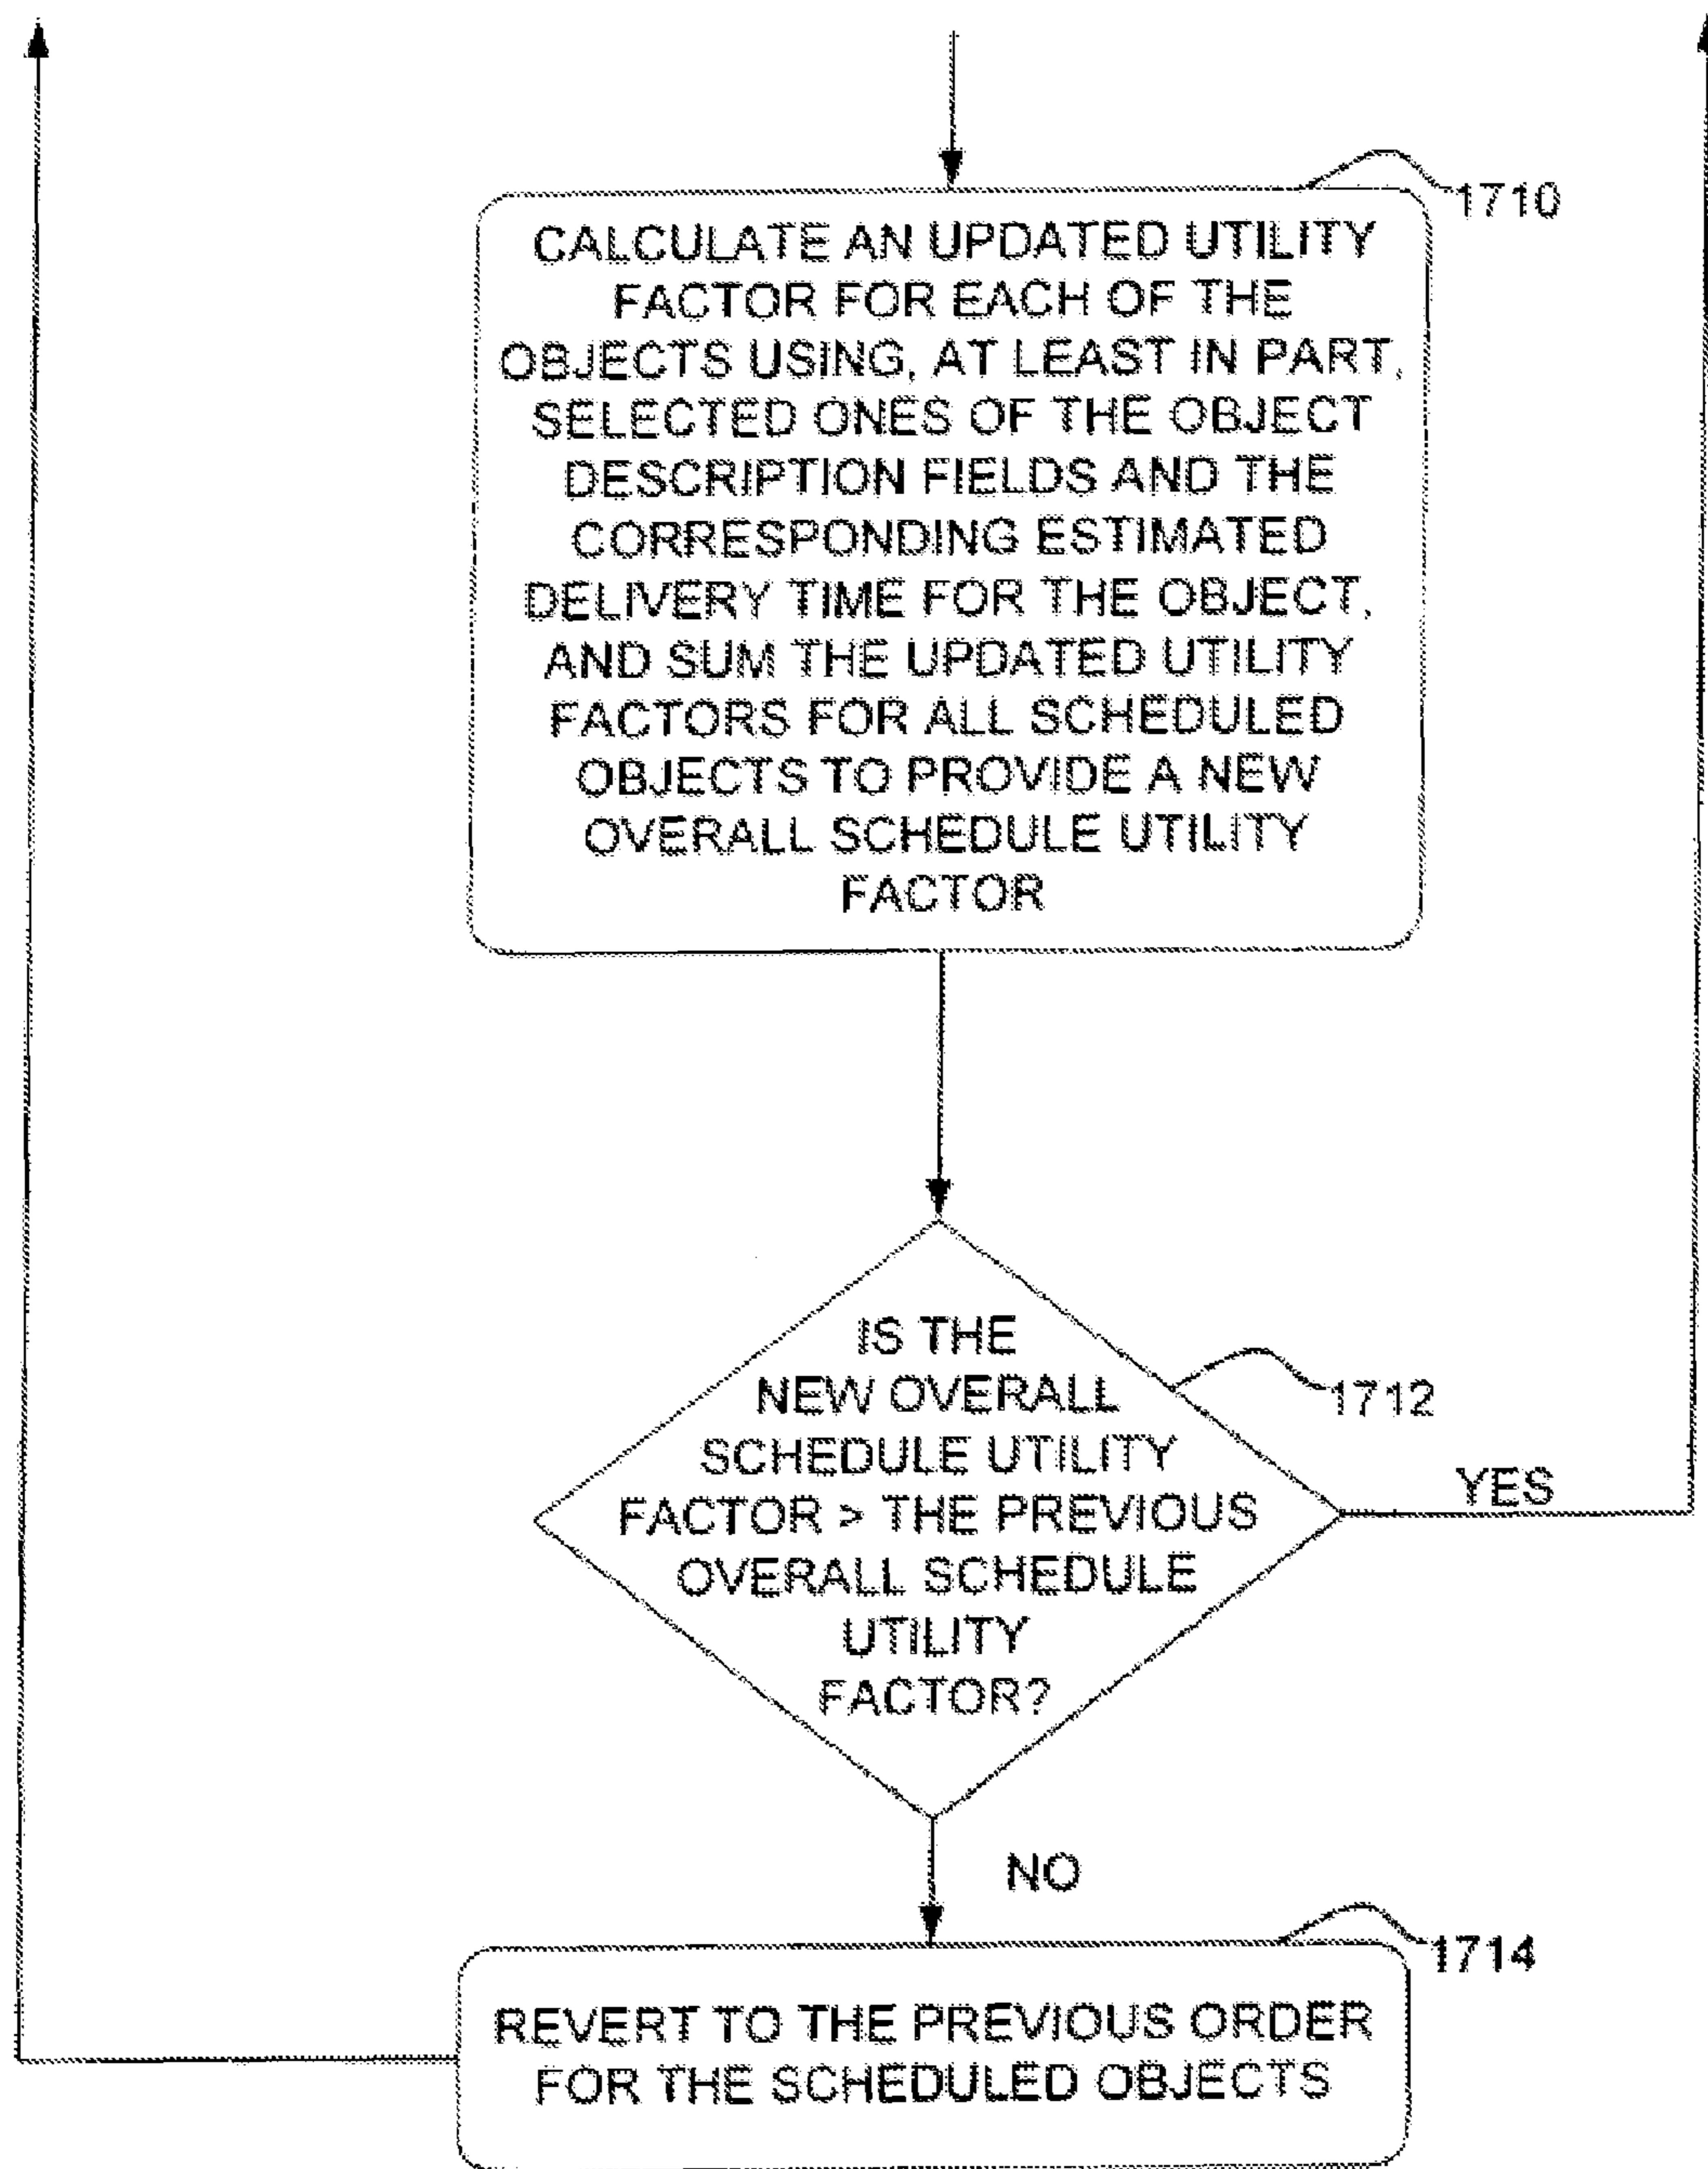 1710
CALCULATE AN UPDATED UTILITY
FACTOR FOR EACH OF THE
OBJECTS USING, AT LEAST IN PART,
SELECTED ONES OF THE OBJECT
DESCRIPTION FIELDS AND THE
CORRESPONDING ESTIMATED
DELIVERY TIME FOR THE OBJECT,
AND SUM THE UPDATED UTILITY
FACTORS FOR ALL SCHEDULED
OBJECTS TO PROVIDE A NEW
OVERALL SCHEDULE UTILITY
FACTOR
IS THE
NEW OVERALL
1712
SCHEDULE UTILITY
YES
FACTOR > THE PREVIOUS
OVERALL SCHEDULE
UTILITY
FACTOR?
NO
1714
REVERT TO THE PREVIOUS ORDER
FOR THE SCHEDULED OBJECTS